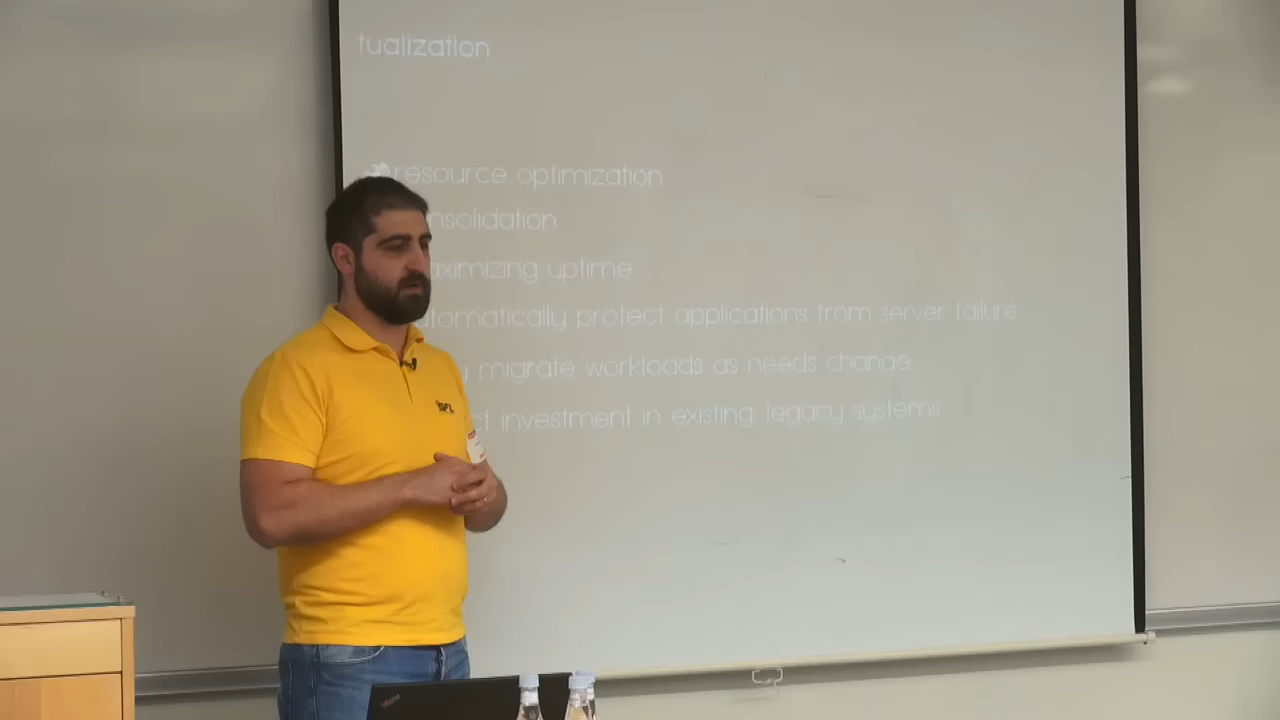 tualization
resource optimization
nsolidation
aximizing uptime
utomatically protect applications from server failure
y migrate workloads as needs change
ct investment in existing, legacy systems